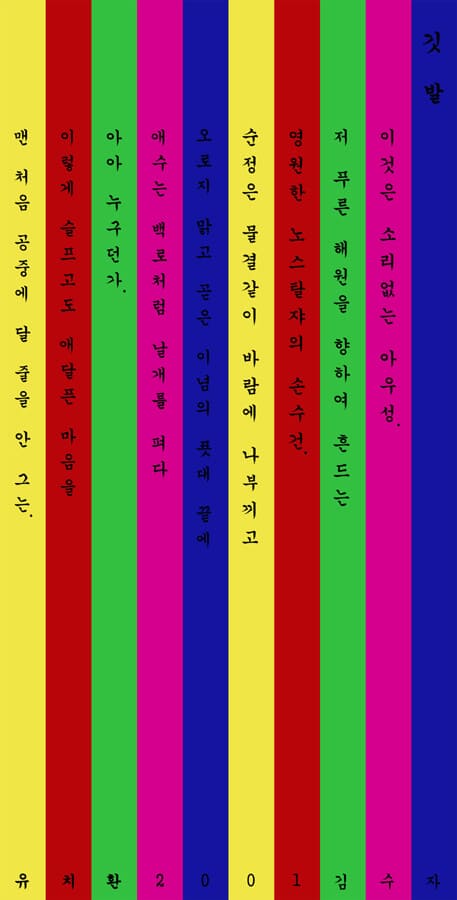 깃발
이것은 소리없는 아우성.
저 푸른 해원을 향하여 흔드는
영원한 노스탈쟈의 손수건.
순정은 물결같이 바람에 나부끼고
오로지 맑고 곧은 이념의 푯대 끝에
애수는 백로처럼 날개를 펴다
아아 누구던가.
이렇게 슬프고도 애달픈 마음을
맨 처음 공중에 달 줄을 안 그는.
유치환 2001 김수자